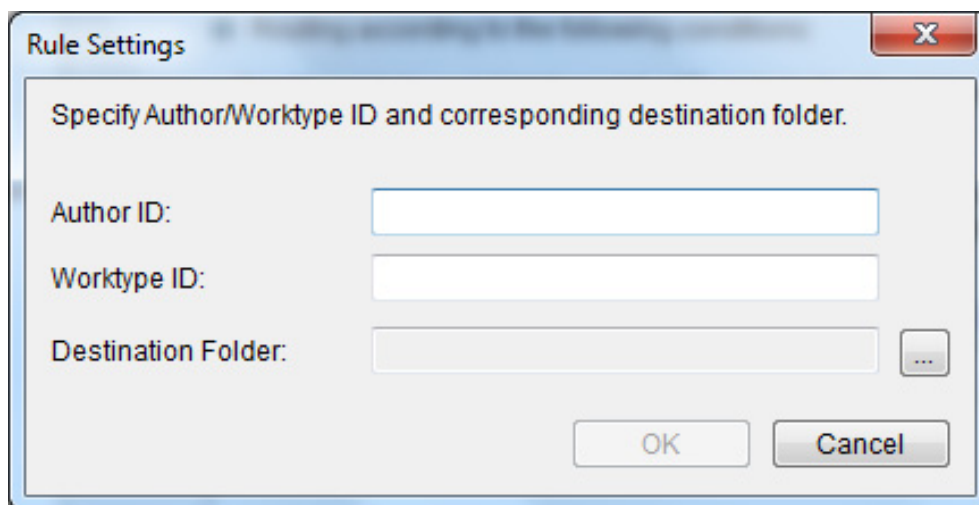 Rule Settings
Specify Author/Worktype ID and corresponding destination folder.
Author ID:
Worktype ID:
Destination Folder:
...
OK
Cancel